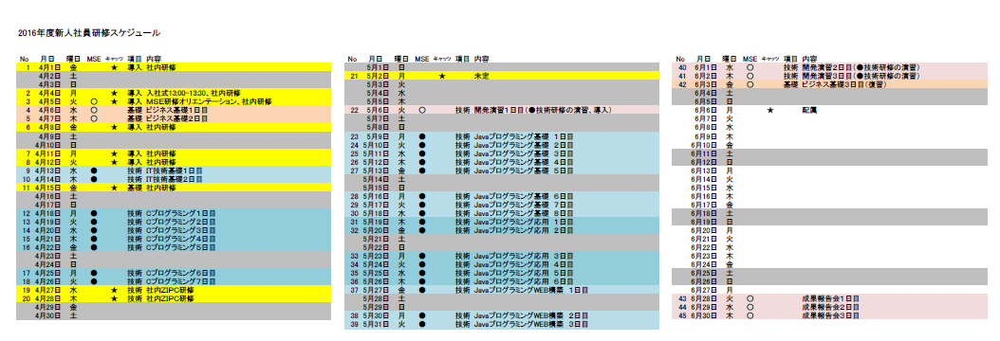 2016年度新人社員研修スケジュール
No 月日 曜日 MSE キャッツ 項目 内容
1 4月1日 金 ★ 導入 社内研修
4月2日 土
4月3日 日
2 4月4日 月 ★ 導入 入社式13:00-13:30、社内研修
3 4月5日 火 ○ ★ 導入 MSE研修オリエンテーション、社内研修
4 4月6日 水 ○ 基礎 ビジネス基礎1日目
5 4月7日 木 ○ 基礎 ビジネス基礎2日目
6 4月8日 金 ★ 導入 社内研修
4月9日 土
4月10日 日
7 4月11日 月 ★ 導入 社内研修
8 4月12日 火 ★ 導入 社内研修
9 4月13日 水 ● 技術 IT技術基礎1日目
10 4月14日 木 ● 技術 IT技術基礎2日目
11 4月15日 金 ★ 基礎 社内研修
4月16日 土
4月17日 日
12 4月18日 月 ● 技術 Cプログラミング1日目
13 4月19日 火 ● 技術 Cプログラミング2日目
14 4月20日 水 ● 技術 Cプログラミング3日目
15 4月21日 木 ● 技術 Cプログラミング4日目
16 4月22日 金 ● 技術 Cプログラミング5日目
4月23日 土
4月24日 日
17 4月25日 月 ● 技術 Cプログラミング6日目
18 4月26日 火 ● 技術 Cプログラミング7日目
19 4月27日 水 ★ 技術 社内ZIPC研修
20 4月28日 木 ★ 技術 社内ZIPC研修
4月29日 金
4月30日 土
No 月日 曜日 MSE キャッツ 項目 内容
5月1日 日
21 5月2日 月 ★ 未定
5月3日 火
5月4日 水
5月5日 木
22 5月6日 火 ○ 技術 開発演習1日目(●技術研修の演習、導入)
5月7日 土
5月8日 日
23 5月9日 月 ● 技術 Javaプログラミング基礎 1日目
24 5月10日 火 ● 技術 Javaプログラミング基礎 2日目
25 5月11日 水 ● 技術 Javaプログラミング基礎 3日目
26 5月12日 木 ● 技術 Javaプログラミング基礎 4日目
27 5月13日 金 ● 技術 Javaプログラミング基礎 5日目
5月14日 土
5月15日 日
28 5月16日 月 ● 技術 Javaプログラミング基礎 6日目
29 5月17日 火 ● 技術 Javaプログラミング基礎 7日目
30 5月18日 水 ● 技術 Javaプログラミング基礎 8日目
31 5月19日 木 ● 技術 Javaプログラミング応用 1日目
32 5月20日 金 ● 技術 Javaプログラミング応用 2日目
5月21日 土
5月22日 日
33 5月23日 月 ● 技術 Javaプログラミング応用 3日目
34 5月24日 火 ● 技術 Javaプログラミング応用 4日目
35 5月25日 水 ● 技術 Javaプログラミング応用 5日目
36 5月26日 木 ● 技術 Javaプログラミング応用 6日目
37 5月27日 金 ● 技術 JavaプログラミングWEB構築 1日目
5月28日 土
5月29日 日
38 5月30日 月 ● 技術 JavaプログラミングWEB構築 2日目
39 5月31日 火 ● 技術 JavaプログラミングWEB構築 3日目
No 月日 曜日 MSE キャッツ 項目 内容
40 6月1日 水 ○ 技術 開発演習2日目(●技術研修の演習)
41 6月2日 木 ○ 技術 開発演習3日目(●技術研修の演習)
42 6月3日 金 ○ 基礎 ビジネス基礎3日目(復習)
6月4日 土
6月5日 日
6月6日 月 ★ 配属
6月7日 火
6月8日 水
6月9日 木
6月10日 金
6月11日 土
6月12日 日
6月13日 月
6月14日 火
6月15日 水
6月16日 木
6月17日 金
6月18日 土
6月19日 日
6月20日 月
6月21日 火
6月22日 水
6月23日 木
6月24日 金
6月25日 土
6月26日 日
6月27日 月
43 6月28日 火 ○ 成果報告会1日目
44 6月29日 水 ○ 成果報告会2日目
45 6月30日 木 ○ 成果報告会3日目